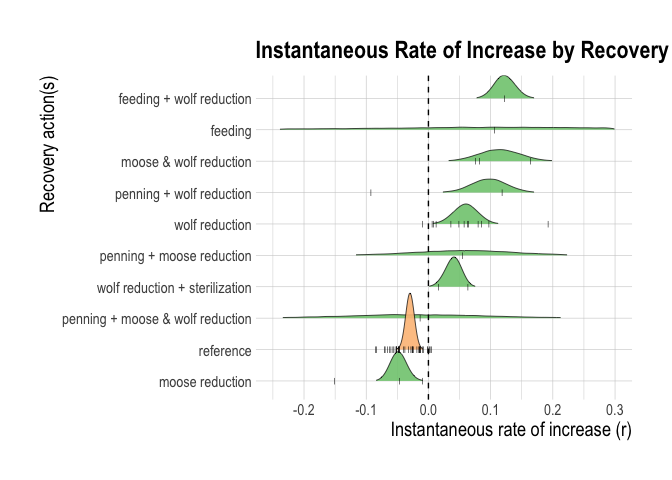 Instantaneous Rate of Increase by Recovery
Recovery action(s)
feeding + wolf reduction
feeding
moose & wolf reduction
penning + wolf reduction
wolf reduction
penning + moose reduction
wolf reduction + sterilization
penning + moose & wolf reduction
reference
moose reduction
-0.2 -0.1 0.0 0.1 0.2 0.3
Instantaneous rate of increase (r)